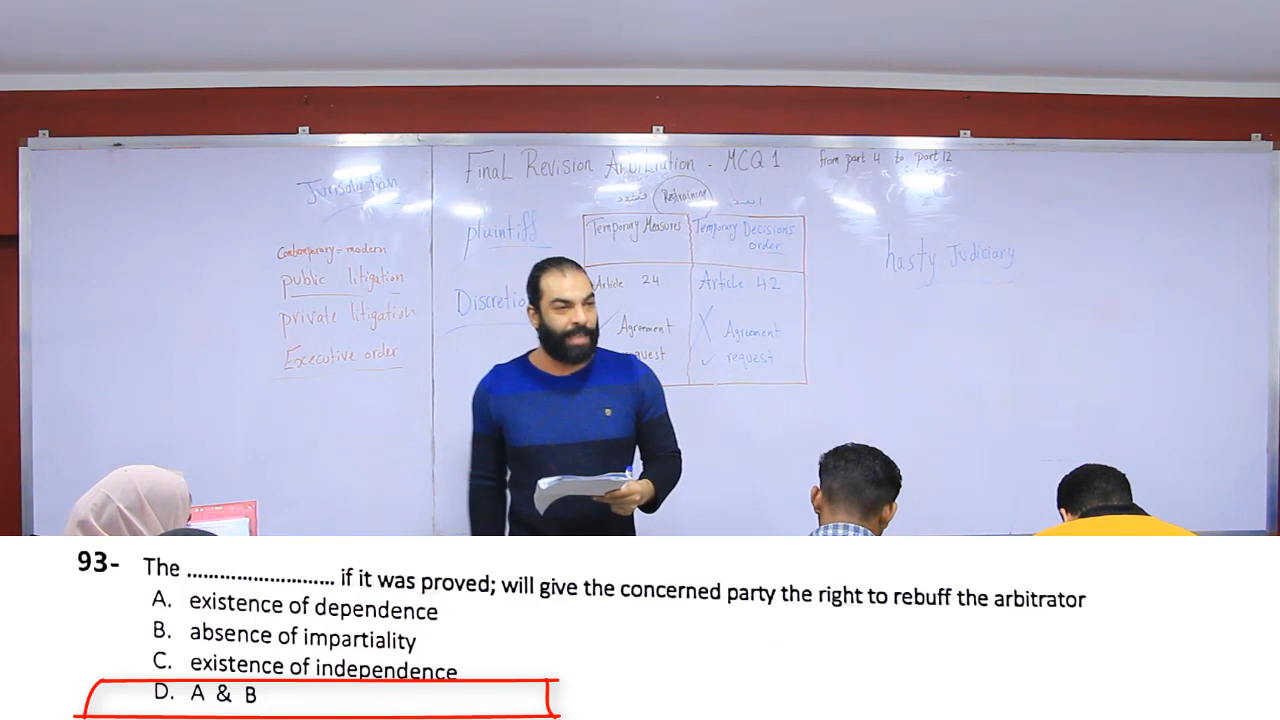 Final Revision Arbitration - MCQ 1
from part 4 to part 12
Jurisdiction
Contemporary = modern
public litigation
private litigation
Executive order
plaintiff
Restraining
Temporary Measures
Temporary Decisions
order
Article 24
Article 42
Agreement
X Agreement
✓ request
hasty Judiciary
93- The ........................... if it was proved; will give the concerned party the right to rebuff the arbitrator
A. existence of dependence
B. absence of impartiality
C. existence of independence
D. A & B